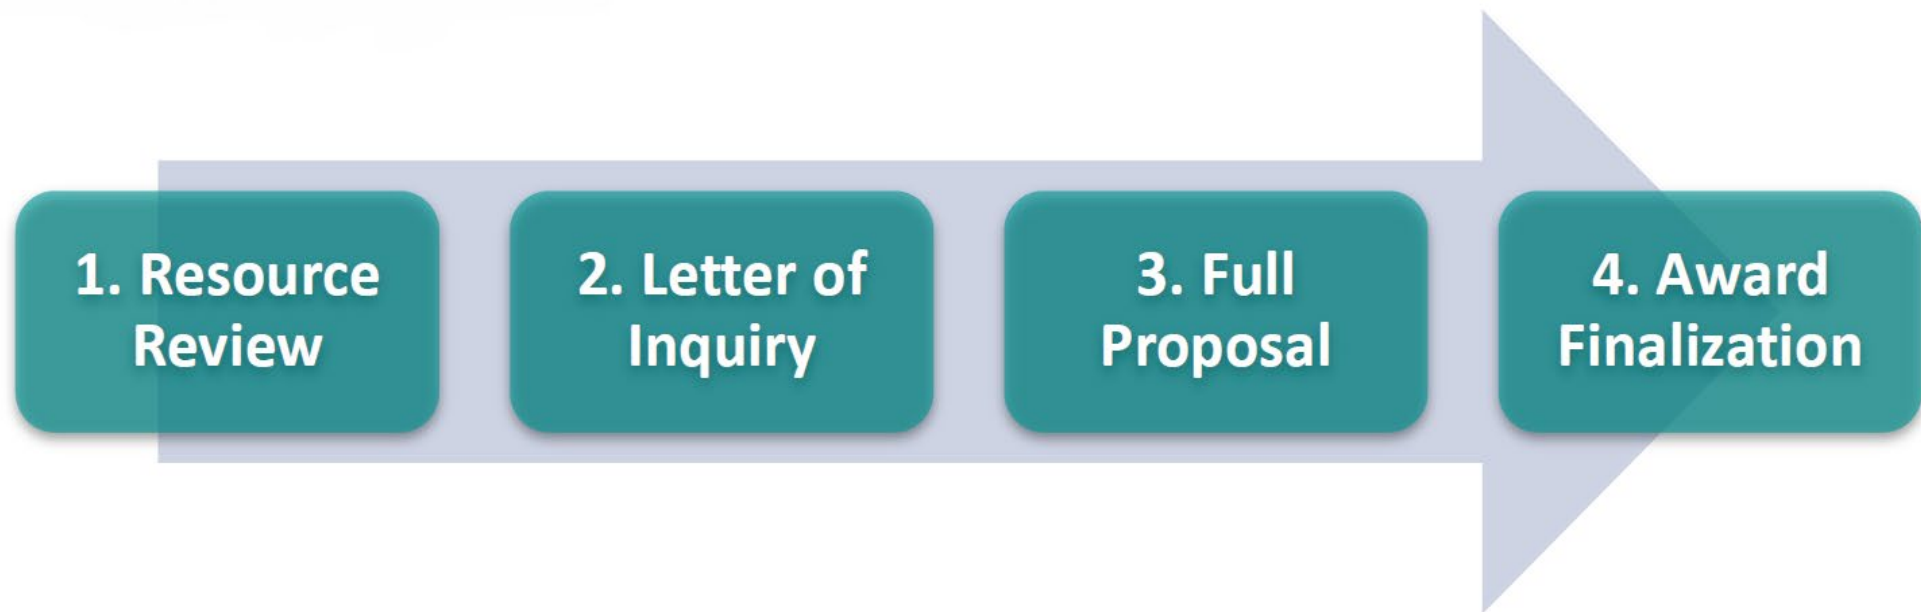 1. Resource
Review
2. Letter of
Inquiry
3. Full
Proposal
4. Award
Finalization